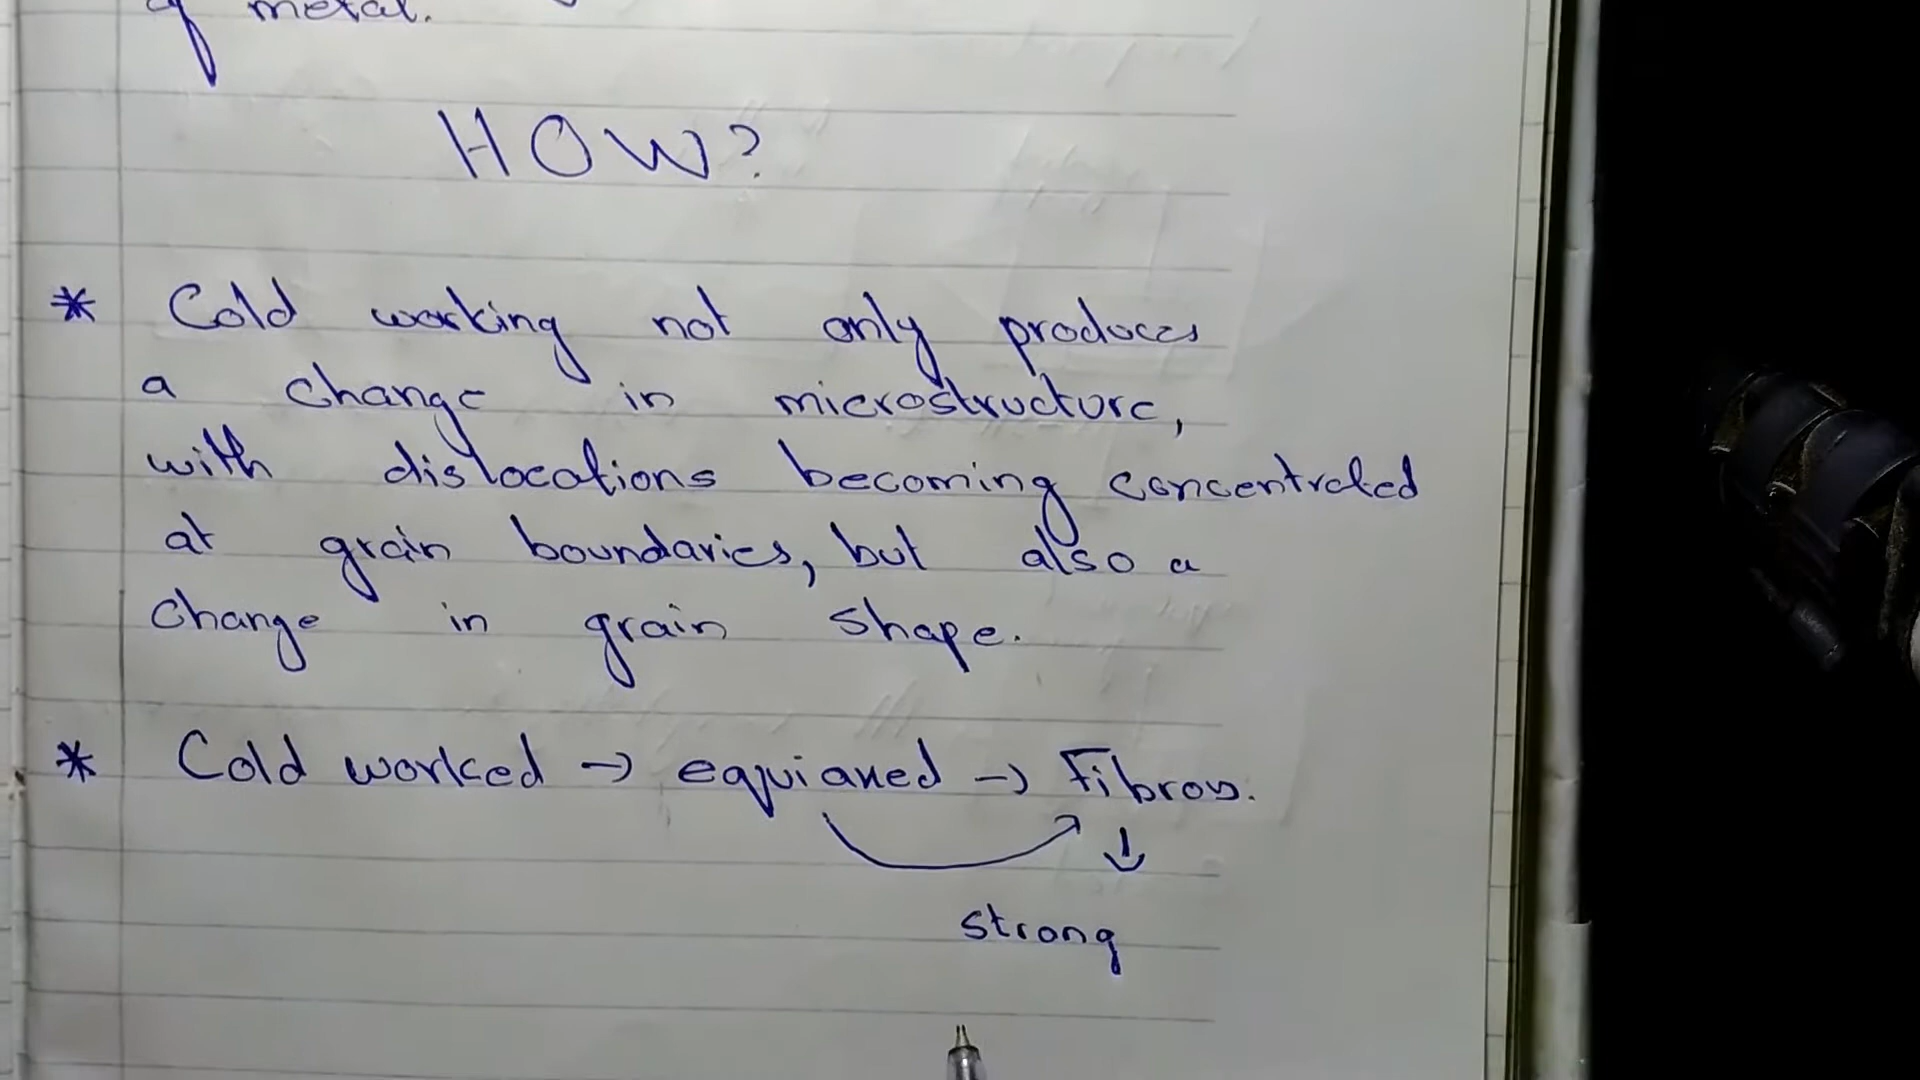 of metal.
HOW?
* Cold working not only produces
a change in microstructure,
with dislocations becoming concentrated
at grain boundaries, but also a
change in grain shape.
* Cold worked → equiaxed → Fibrous.
↓
strong